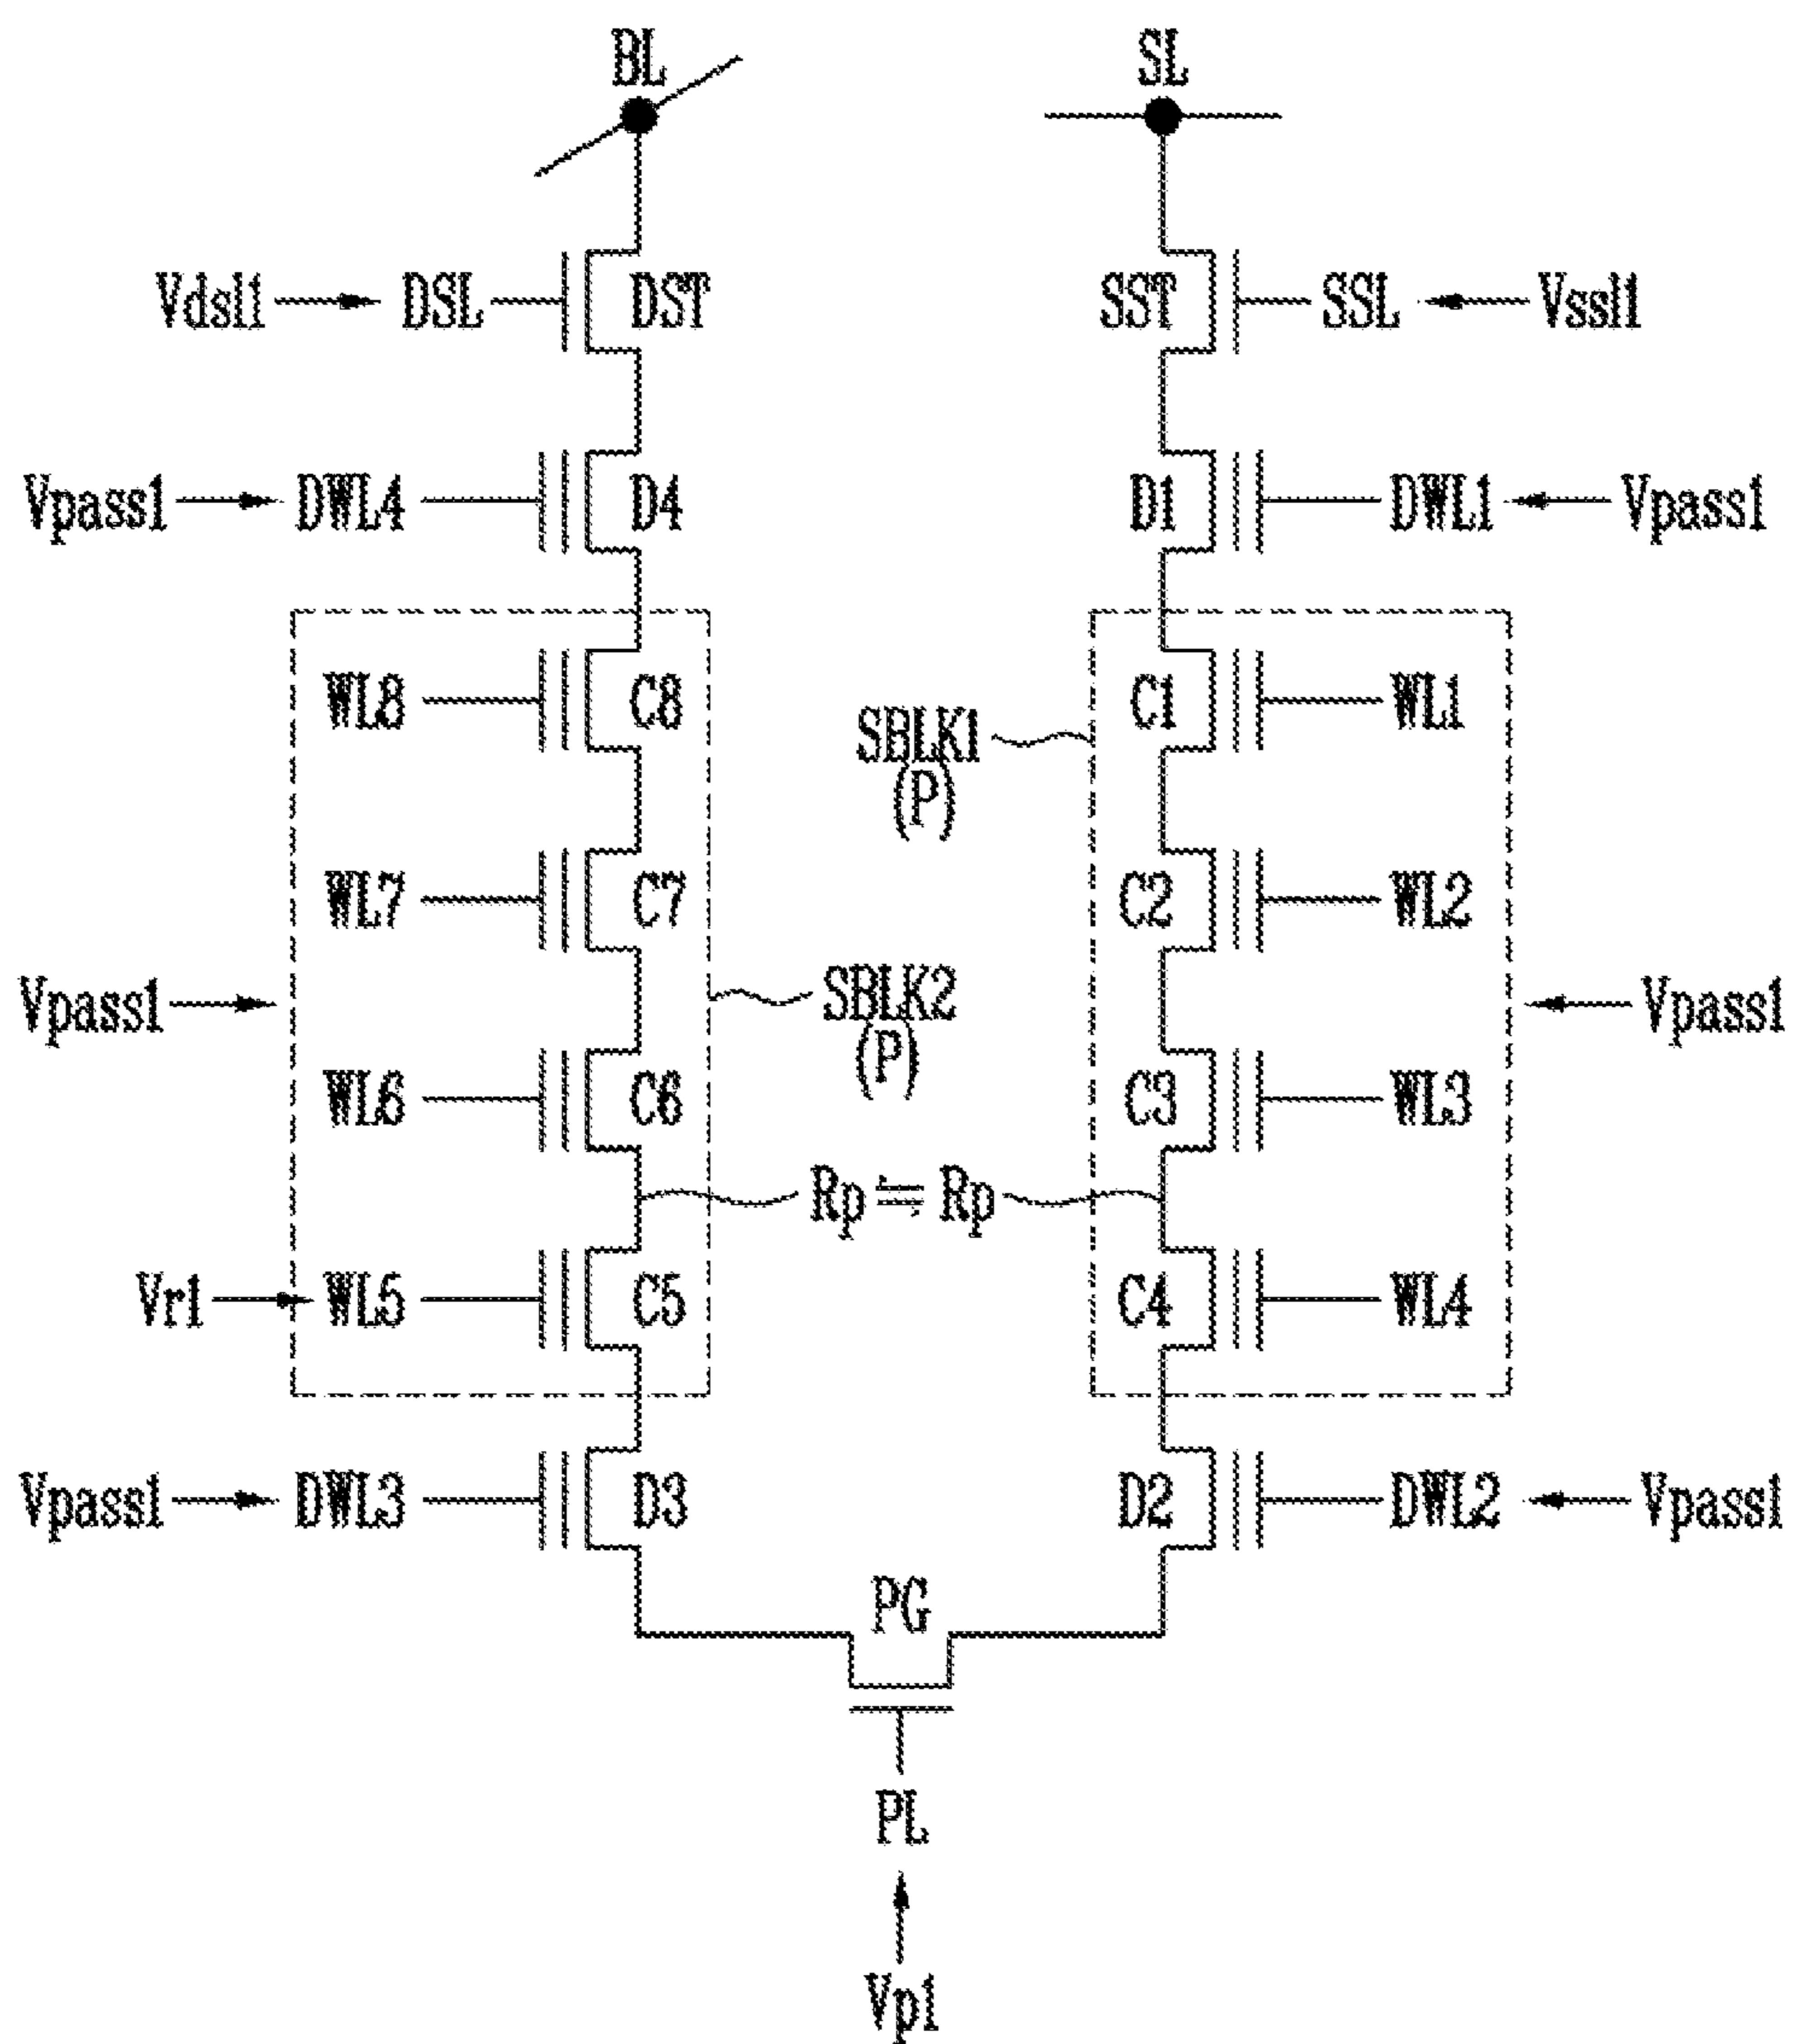 BL SL
Vdsl1 DSL DST SST SSL Vssl1
Vpass1 DWL4 D4 D1 DWL1 Vpass1
WL8 C8 C1 WL1
SBLK1
(P)
WL7 C7 C2 WL2
Vpass1 SBLK2 Vpass1
(P)
WL6 C6 C3 WL3
Rp ≒ Rp
Vr1 WL5 C5 C4 WL4
Vpass1 DWL3 D3 D2 DWL2 Vpass1
PG
PL
Vp1